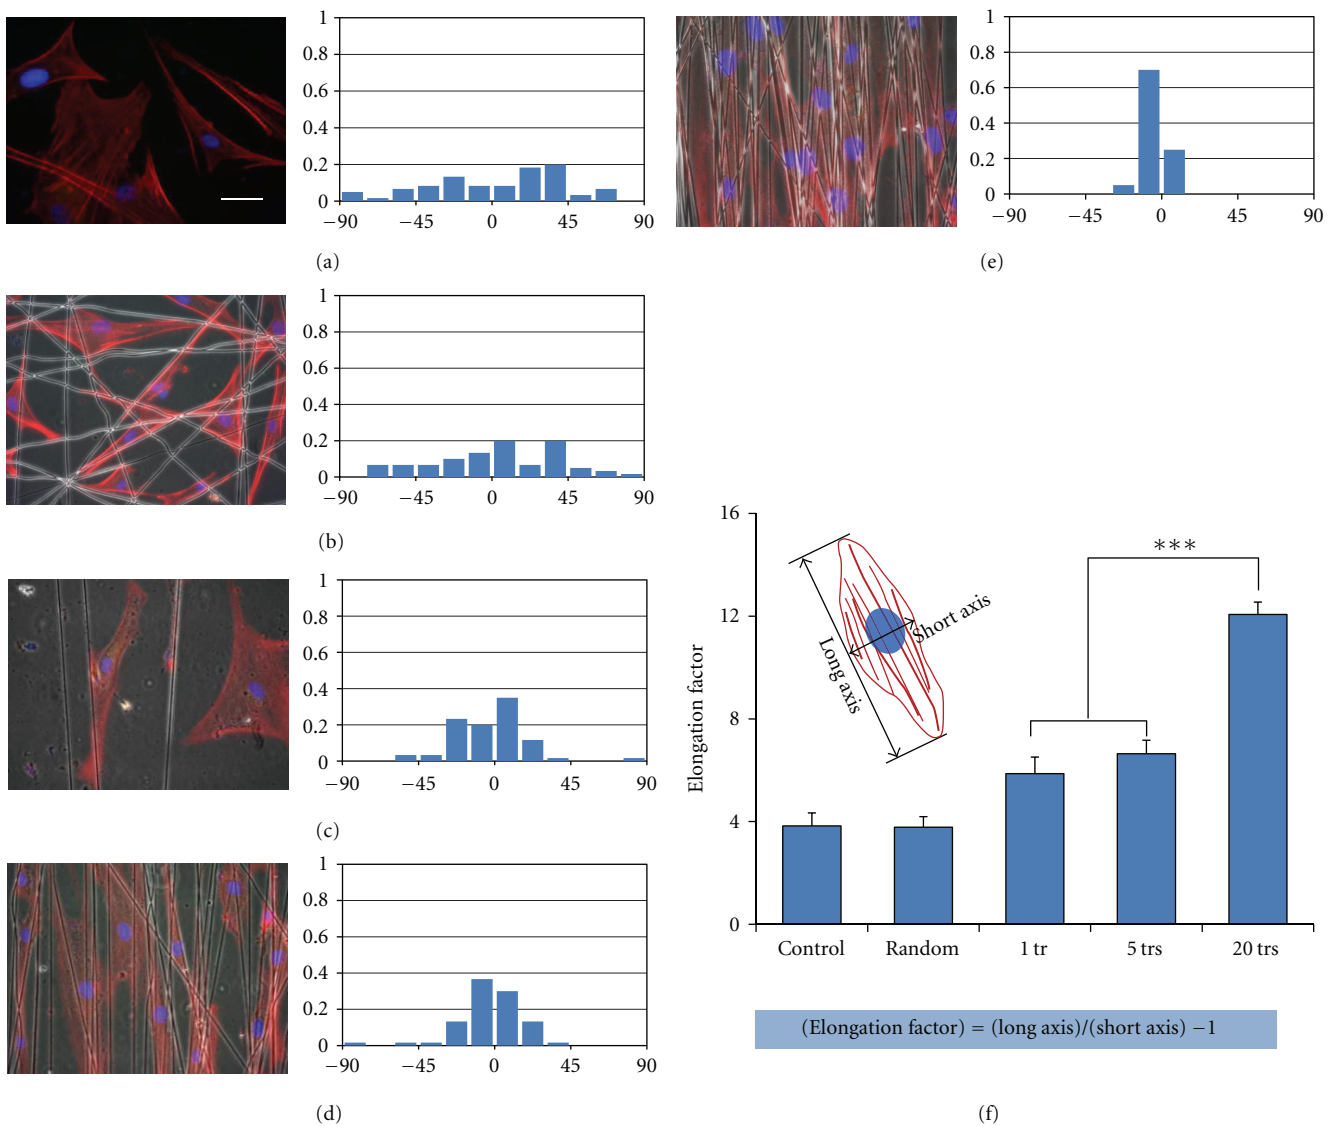 1
0.8
0.6
0.4
0.2
0
−90 −45 0 45 90
(a)
1
0.8
0.6
0.4
0.2
0
−90 −45 0 45 90
(b)
1
0.8
0.6
0.4
0.2
0
−90 −45 0 45 90
(c)
1
0.8
0.6
0.4
0.2
0
−90 −45 0 45 90
(d)
1
0.8
0.6
0.4
0.2
0
−90 −45 0 45 90
(e)
Elongation factor
16
12
8
4
0
Long axis
Short axis
***
Control Random 1 tr 5 trs 20 trs
(Elongation factor) = (long axis)/(short axis) −1
(f)